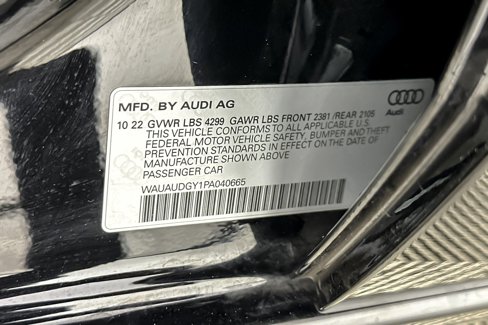 MFD. BY AUDI AG
10 22 GVWR LBS 4299 GAWR LBS FRONT 2381 /REAR 2105
THIS VEHICLE CONFORMS TO ALL APPLICABLE U.S.
FEDERAL MOTOR VEHICLE SAFETY, BUMPER AND THEFT
PREVENTION STANDARDS IN EFFECT ON THE DATE OF
MANUFACTURE SHOWN ABOVE
PASSENGER CAR
WAUAUDGY1PA040665
Audi